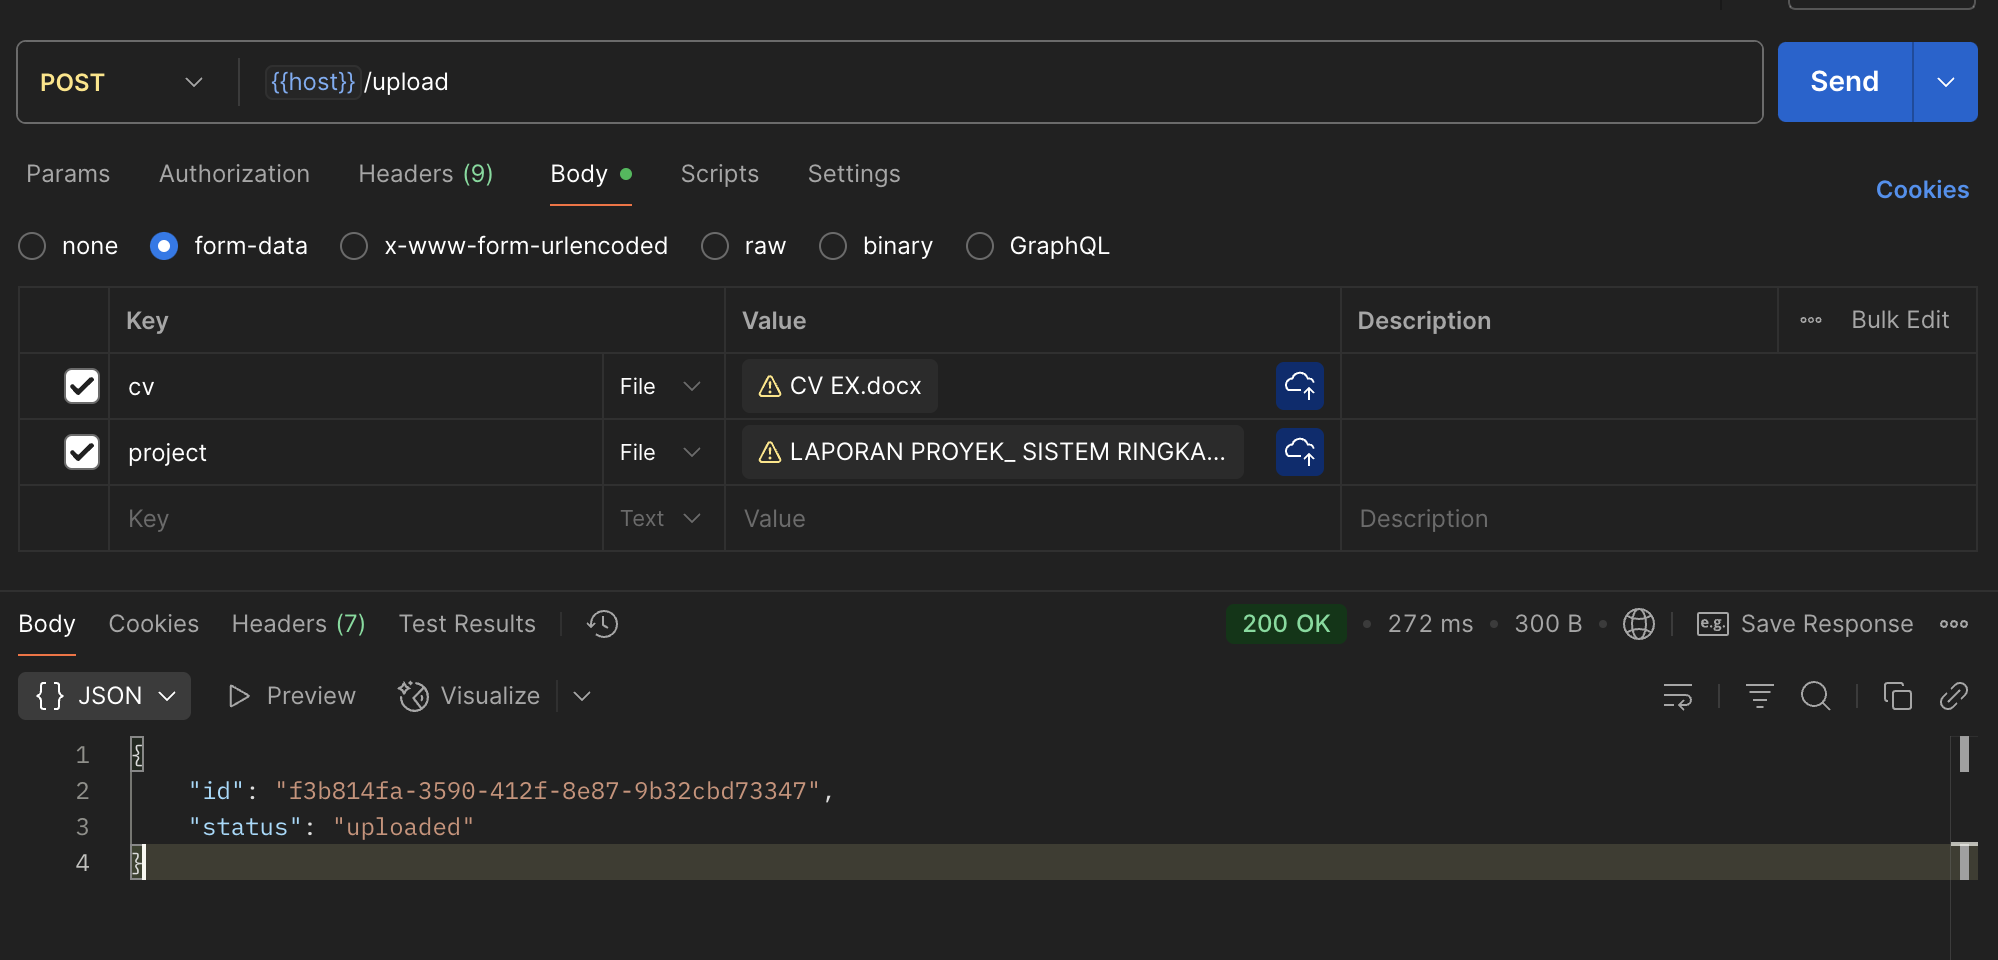 POST {{host}}/upload Send
Params Authorization Headers (9) Body Scripts Settings Cookies
none form-data x-www-form-urlencoded raw binary GraphQL
Key Value Description Bulk Edit
cv File CV EX.docx
project File LAPORAN PROYEK_ SISTEM RINGKA...
Key Text Value Description
Body Cookies Headers (7) Test Results 200 OK • 272 ms • 300 B • e.g. Save Response
{} JSON Preview Visualize
1 {
2 "id": "f3b814fa-3590-412f-8e87-9b32cbd73347",
3 "status": "uploaded"
4 }